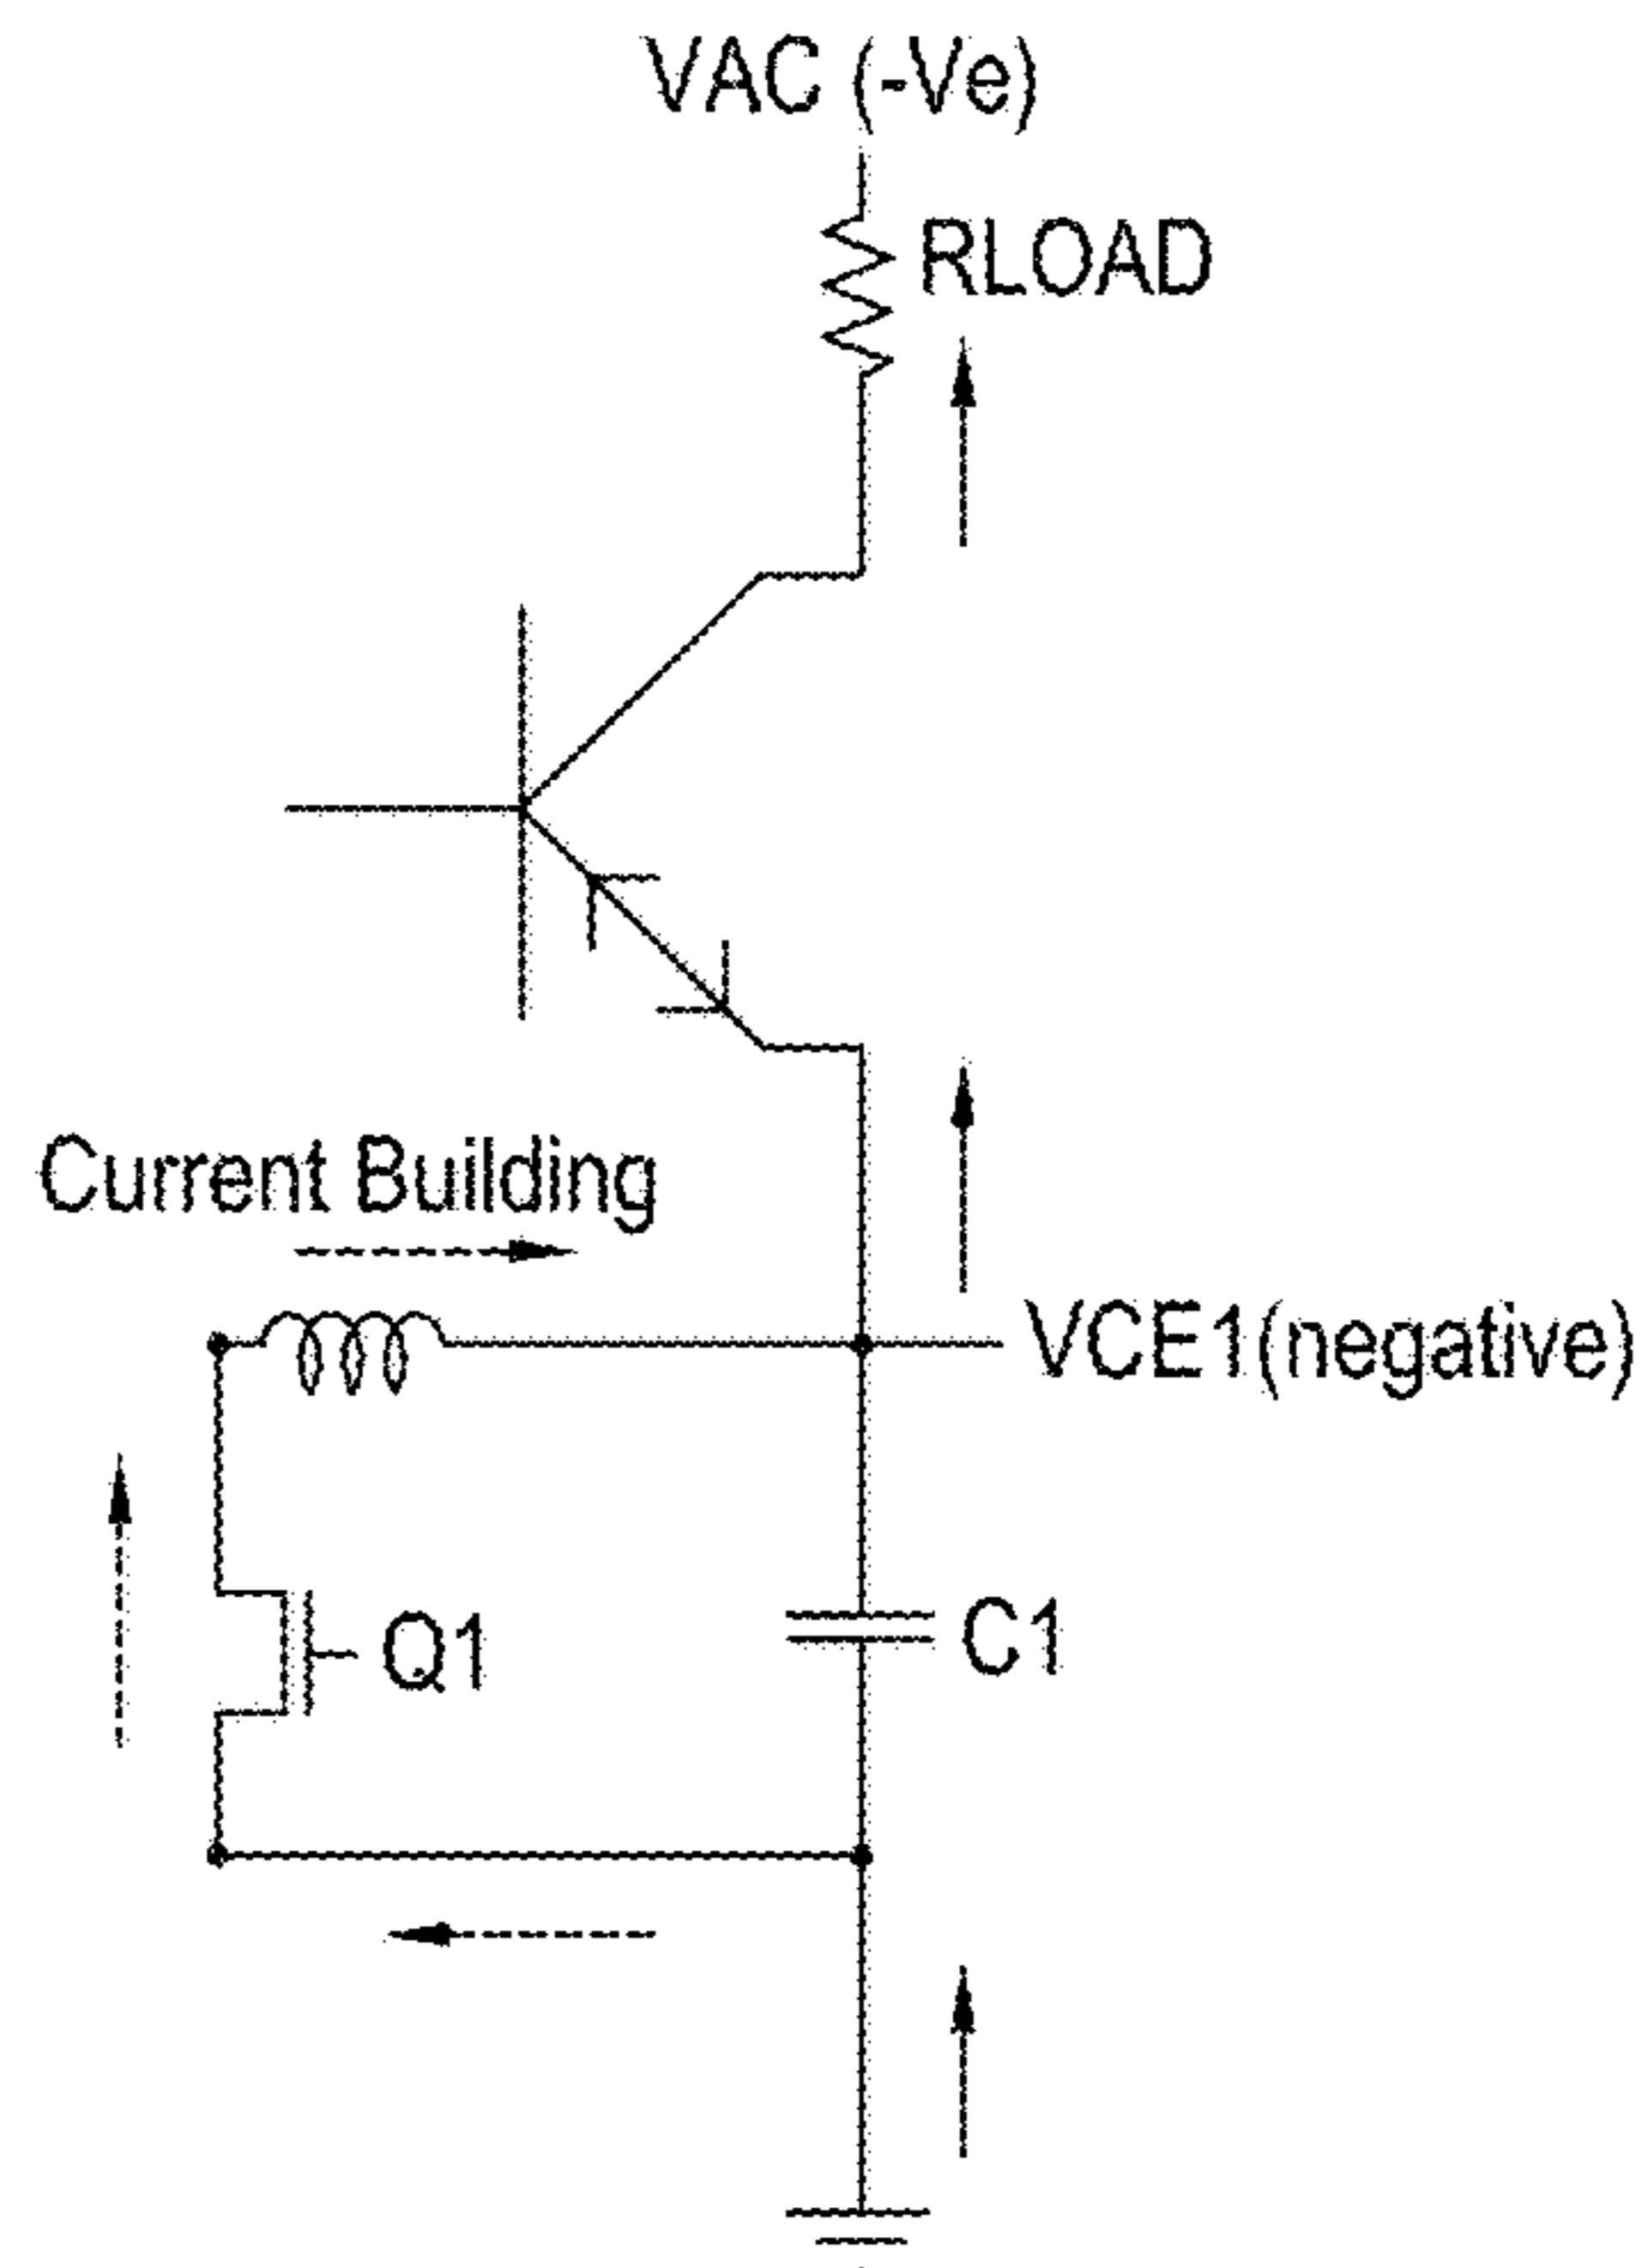 VAC (-Ve)
RLOAD
Current Building
VCE1(negative)
Q1
C1